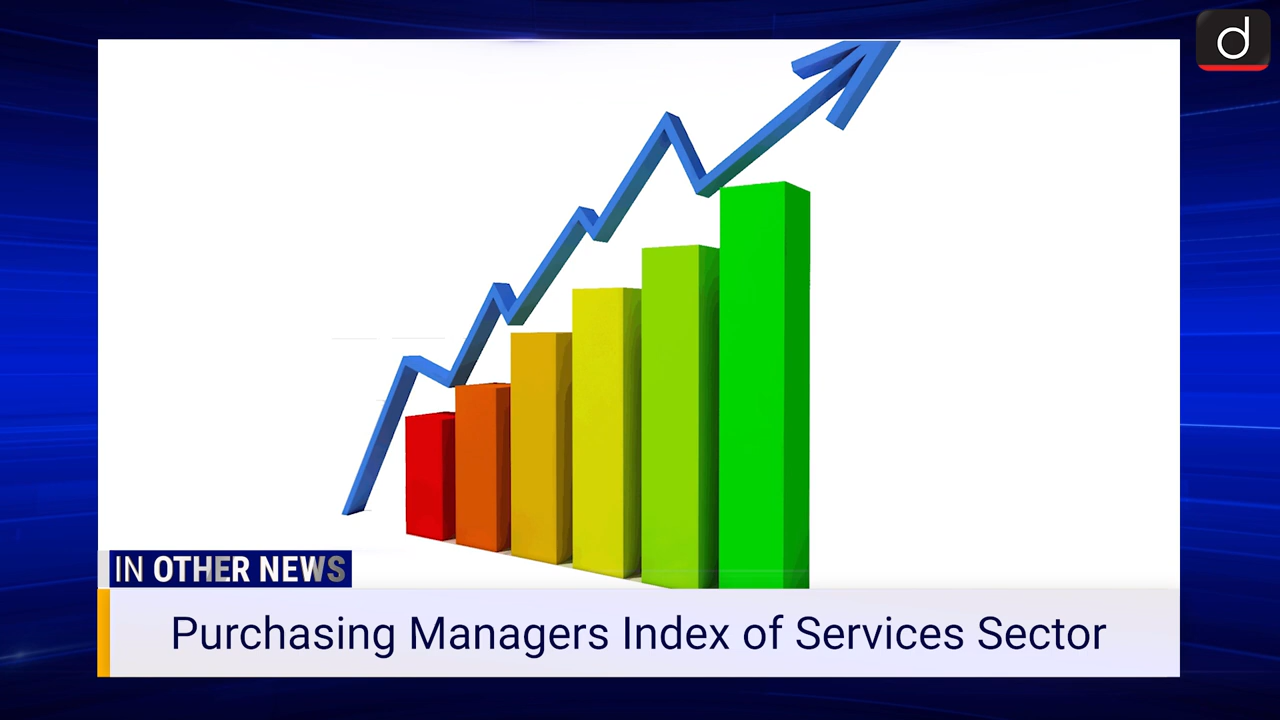 d
IN OTHER NEWS
Purchasing Managers Index of Services Sector